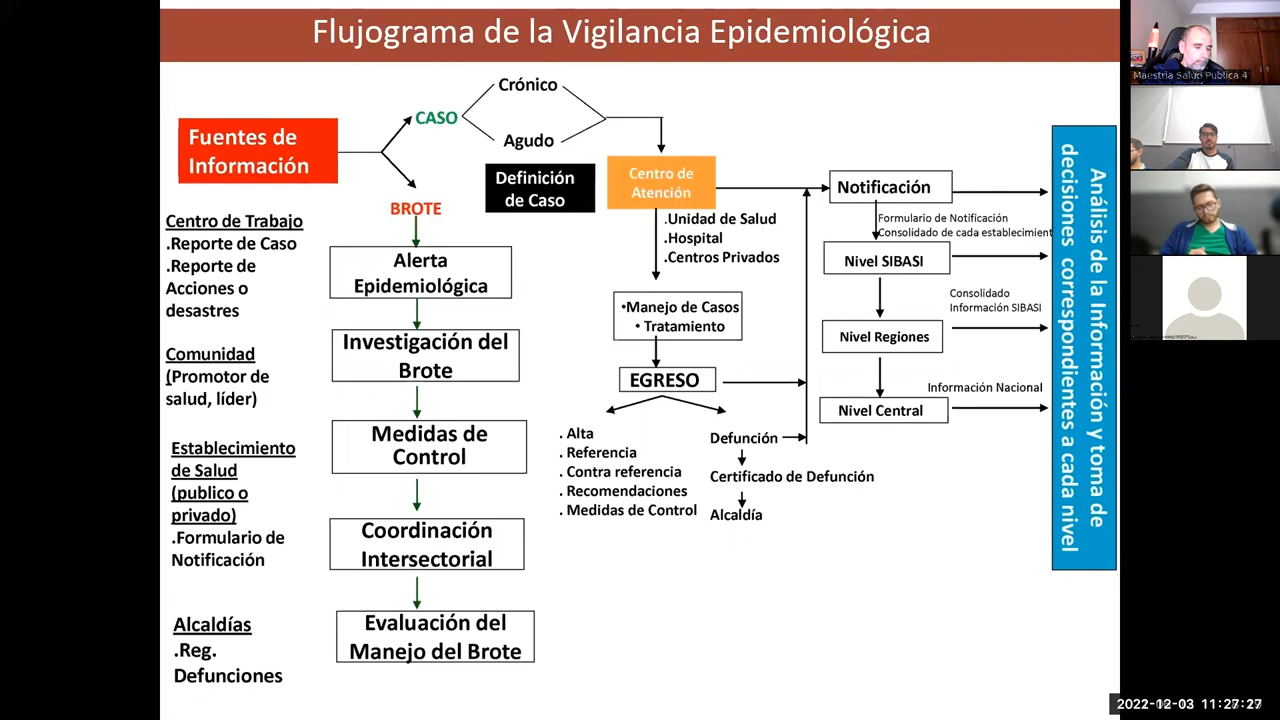 Flujograma de la Vigilancia Epidemiológica
Fuentes de
Información
CASO
Crónico
Agudo
BROTE
Definición
de Caso
Centro de
Atención
.Unidad de Salud
.Hospital
.Centros Privados
•Manejo de Casos
• Tratamiento
EGRESO
. Alta
. Referencia
. Contra referencia
. Recomendaciones
. Medidas de Control
Defunción
Certificado de Defunción
Alcaldía
Notificación
Formulario de Notificación
Consolidado de cada establecimient
Nivel SIBASI
Consolidado
Información SIBASI
Nivel Regiones
Información Nacional
Nivel Central
Análisis de la Información y toma de
decisiones correspondientes a cada nivel
Centro de Trabajo
.Reporte de Caso
.Reporte de
Acciones o
desastres
Comunidad
(Promotor de
salud, líder)
Establecimiento
de Salud
(publico o
privado)
.Formulario de
Notificación
Alcaldías
.Reg.
Defunciones
Alerta
Epidemiológica
Investigación del
Brote
Medidas de
Control
Coordinación
Intersectorial
Evaluación del
Manejo del Brote
Maestria Salud Publica 4
2022-12-03 11:27:27